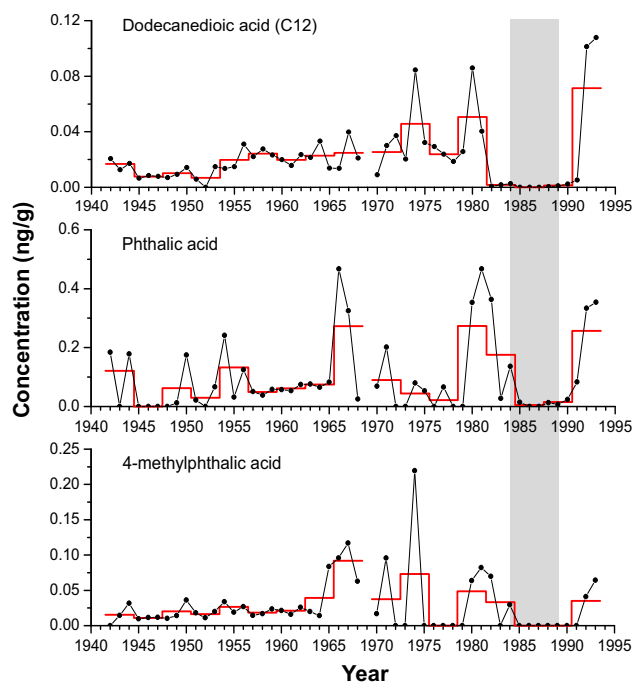 Dodecanedioic acid (C12)
0.12
0.08
0.04
0.00
1940 1945 1950 1955 1960 1965 1970 1975 1980 1985 1990 1995
Phthalic acid
0.6
0.4
0.2
0.0
1940 1945 1950 1955 1960 1965 1970 1975 1980 1985 1990 1995
4-methylphthalic acid
0.25
0.20
0.15
0.10
0.05
0.00
1940 1945 1950 1955 1960 1965 1970 1975 1980 1985 1990 1995
Concentration (ng/g)
Year